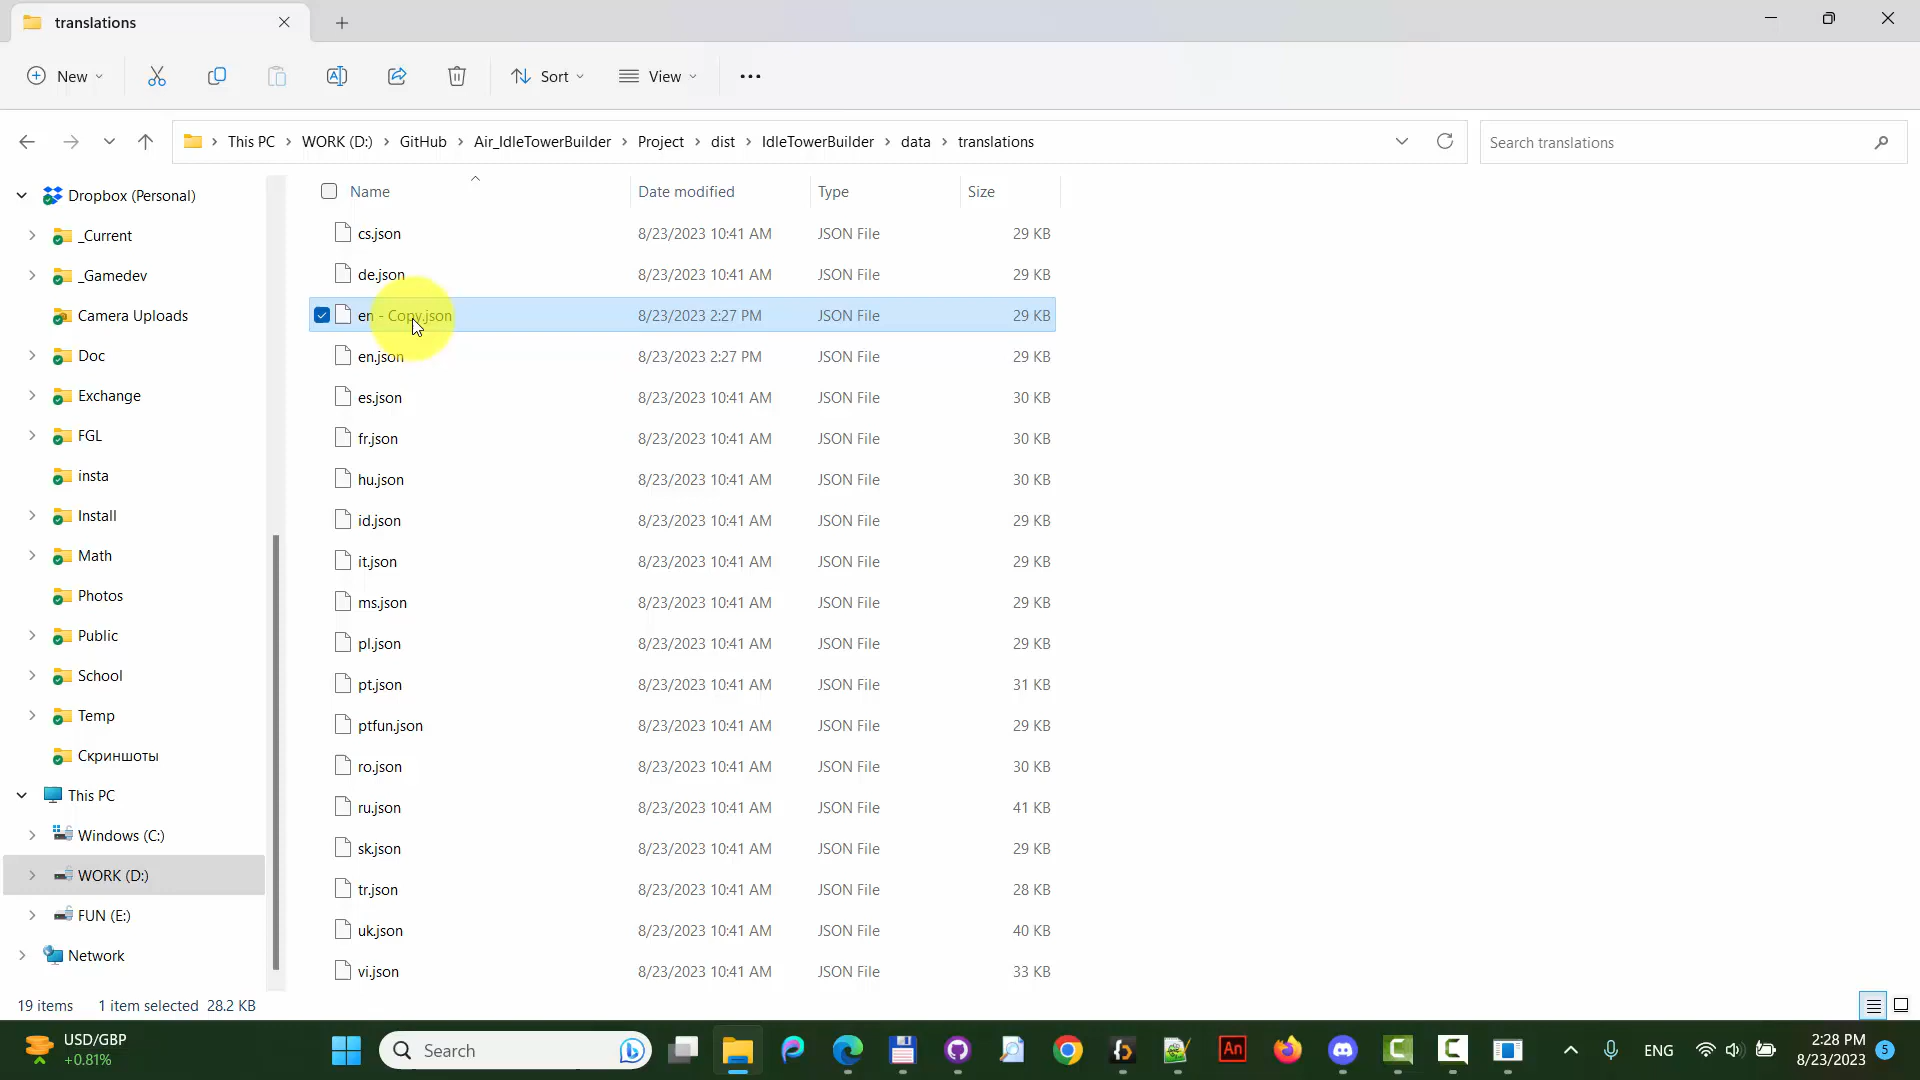 translations
New
Sort
View
This PC > WORK (D:) > GitHub > Air_IdleTowerBuilder > Project > dist > IdleTowerBuilder > data > translations
Search translations
Dropbox (Personal)
_Current
_Gamedev
Camera Uploads
Doc
Exchange
FGL
insta
Install
Math
Photos
Public
School
Temp
Скриншоты
This PC
Windows (C:)
WORK (D:)
FUN (E:)
Network
Name Date modified Type Size
cs.json 8/23/2023 10:41 AM JSON File 29 KB
de.json 8/23/2023 10:41 AM JSON File 29 KB
en - Copy.json 8/23/2023 2:27 PM JSON File 29 KB
en.json 8/23/2023 2:27 PM JSON File 29 KB
es.json 8/23/2023 10:41 AM JSON File 30 KB
fr.json 8/23/2023 10:41 AM JSON File 30 KB
hu.json 8/23/2023 10:41 AM JSON File 30 KB
id.json 8/23/2023 10:41 AM JSON File 29 KB
it.json 8/23/2023 10:41 AM JSON File 29 KB
ms.json 8/23/2023 10:41 AM JSON File 29 KB
pl.json 8/23/2023 10:41 AM JSON File 29 KB
pt.json 8/23/2023 10:41 AM JSON File 31 KB
ptfun.json 8/23/2023 10:41 AM JSON File 29 KB
ro.json 8/23/2023 10:41 AM JSON File 30 KB
ru.json 8/23/2023 10:41 AM JSON File 41 KB
sk.json 8/23/2023 10:41 AM JSON File 29 KB
tr.json 8/23/2023 10:41 AM JSON File 28 KB
uk.json 8/23/2023 10:41 AM JSON File 40 KB
vi.json 8/23/2023 10:41 AM JSON File 33 KB
19 items 1 item selected 28.2 KB
USD/GBP
+0.81%
Search
An
ENG
2:28 PM
8/23/2023
5